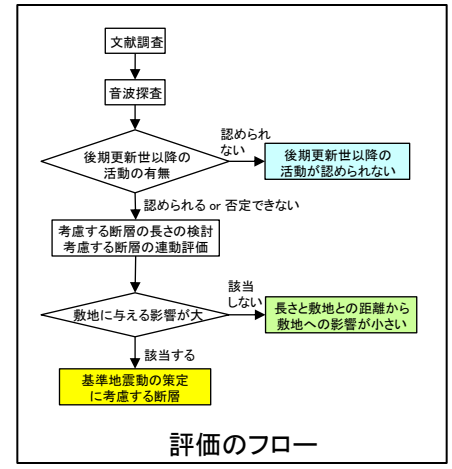 文献調査
音波探査
後期更新世以降の
活動の有無
認められ
ない
後期更新世以降の
活動が認められない
認められる or 否定できない
考慮する断層の長さの検討
考慮する断層の連動評価
敷地に与える影響が大
該当
しない
長さと敷地との距離から
敷地への影響が小さい
該当する
基準地震動の策定
に考慮する断層
評価のフロー